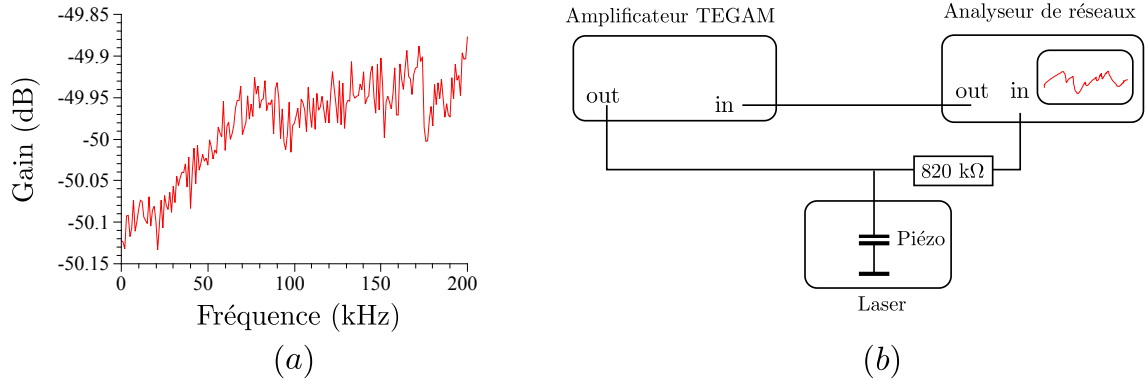 -49.85
-49.9
-49.95
-50
-50.05
-50.1
-50.15
Gain (dB)
0
50
100
150
200
Fréquence (kHz)
(a)
Amplificateur TEGAM
Analyseur de réseaux
out
in
out
in
820 kΩ
Piézo
Laser
(b)